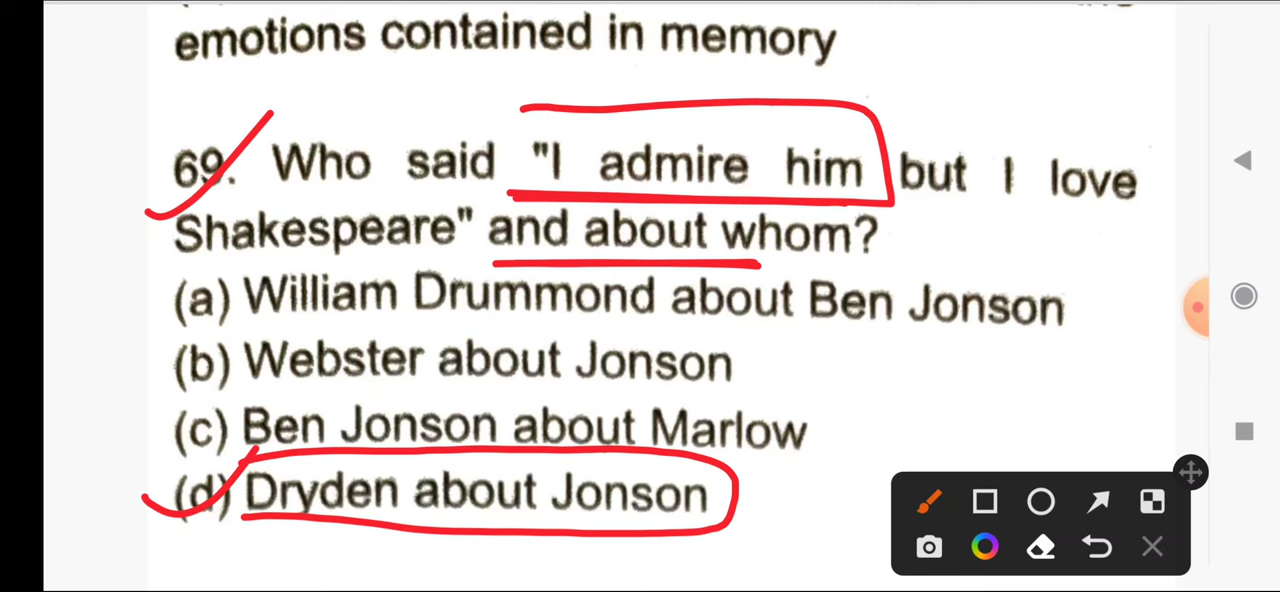 emotions contained in memory
69. Who said "I admire him but I love
Shakespeare" and about whom?
(a) William Drummond about Ben Jonson
(b) Webster about Jonson
(c) Ben Jonson about Marlow
(d) Dryden about Jonson